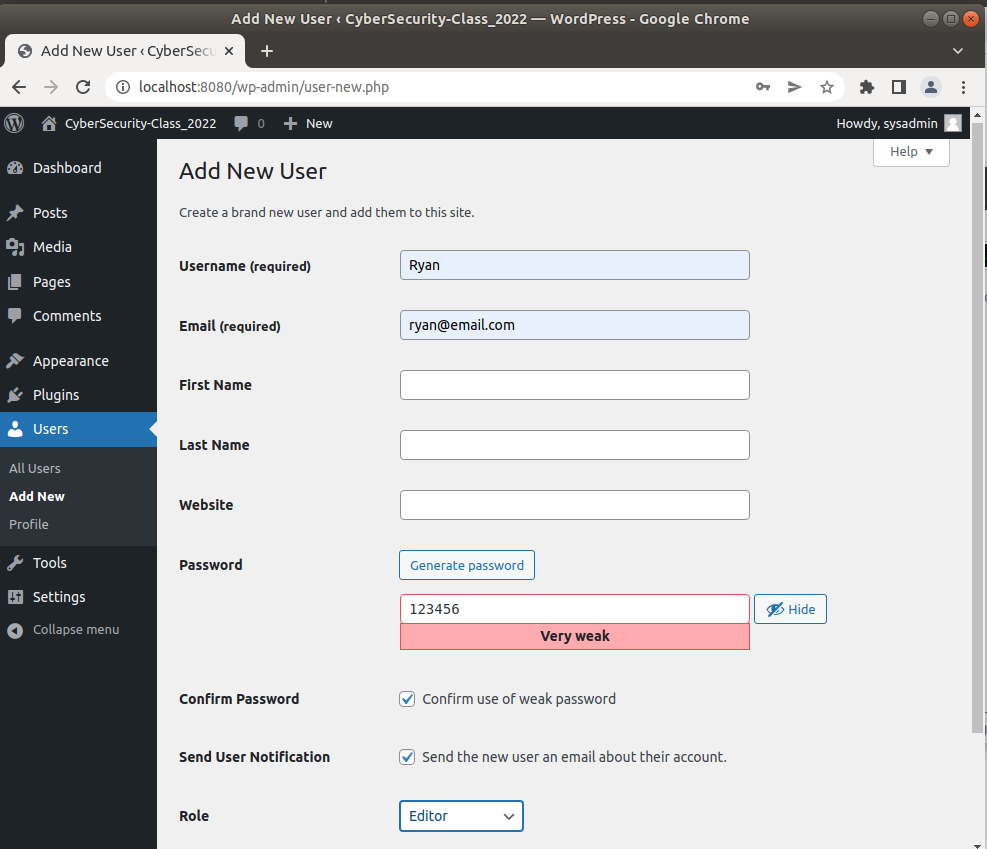 Add New User ‹ CyberSecurity-Class_2022 — WordPress - Google Chrome
Add New User ‹ CyberSecu
localhost:8080/wp-admin/user-new.php
CyberSecurity-Class_2022 0 New Howdy, sysadmin
Help
Dashboard
Posts
Media
Pages
Comments
Appearance
Plugins
Users
All Users
Add New
Profile
Tools
Settings
Collapse menu
Add New User
Create a brand new user and add them to this site.
Username (required) Ryan
Email (required) ryan@email.com
First Name
Last Name
Website
Password Generate password
123456 Hide
Very weak
Confirm Password Confirm use of weak password
Send User Notification Send the new user an email about their account.
Role Editor